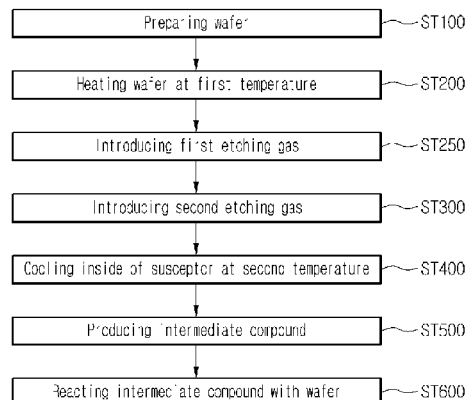 Preparing wafer ST100
Heating wafer at first temperature ST200
Introducing first etching gas ST250
Introducing second etching gas ST300
Cooling inside of susceptor at second temperature ST400
Producing intermediate compound ST500
Reacting intermediate compound with wafer ST600